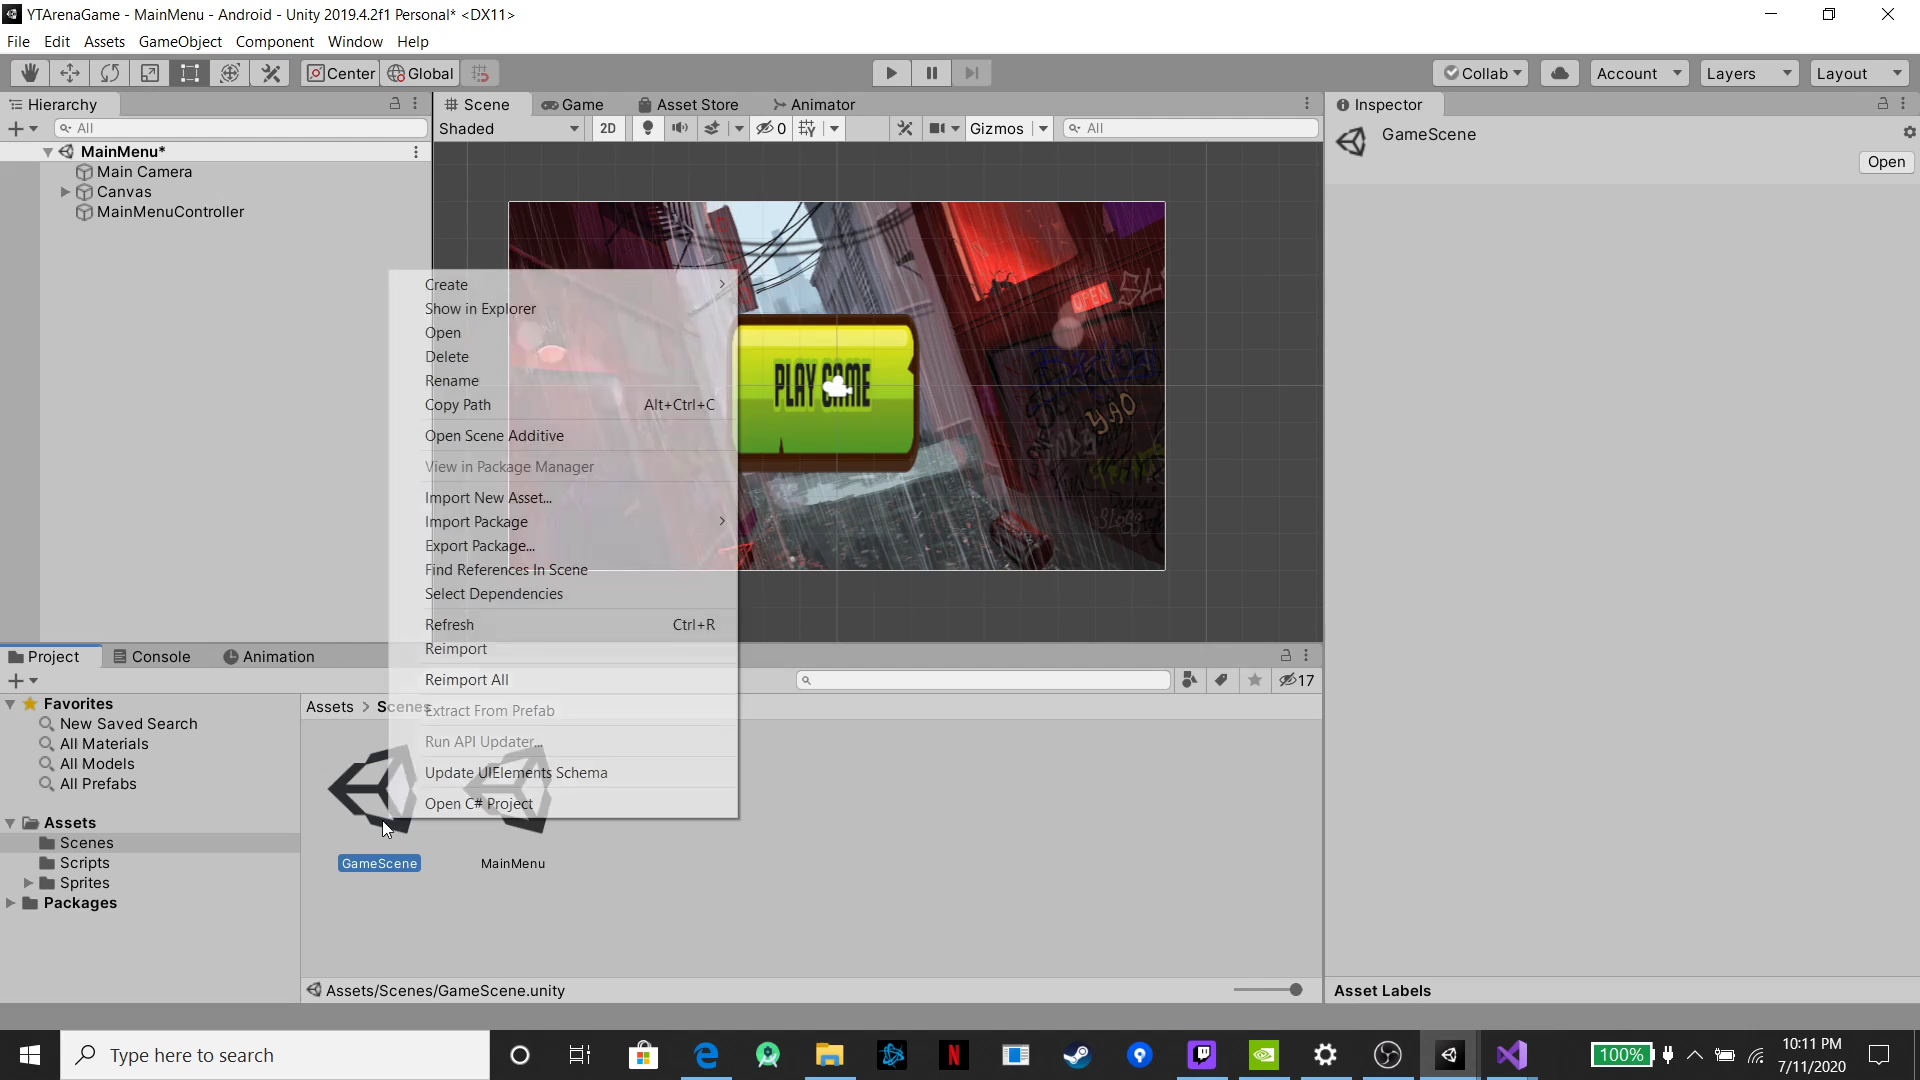 YTArenaGame - MainMenu - Android - Unity 2019.4.2f1 Personal* <DX11>
File Edit Assets GameObject Component Window Help
Center Global
Collab Account Layers Layout
Hierarchy
All
MainMenu*
Main Camera
Canvas
MainMenuController
Scene Game Asset Store Animator
Shaded 2D 0 Gizmos All
Inspector
GameScene
Open
OPEN
YAO
PLAY GAME
Create
Show in Explorer
Open
Delete
Rename
Copy Path Alt+Ctrl+C
Open Scene Additive
View in Package Manager
Import New Asset...
Import Package
Export Package...
Find References In Scene
Select Dependencies
Refresh Ctrl+R
Reimport
Reimport All
Extract From Prefab
Run API Updater...
Update UIElements Schema
Open C# Project
Project Console Animation
17
Favorites
New Saved Search
All Materials
All Models
All Prefabs
Assets
Scenes
Scripts
Sprites
Packages
Assets > Scenes
GameScene MainMenu
Assets/Scenes/GameScene.unity
Asset Labels
Type here to search
N
100%
10:11 PM
7/11/2020